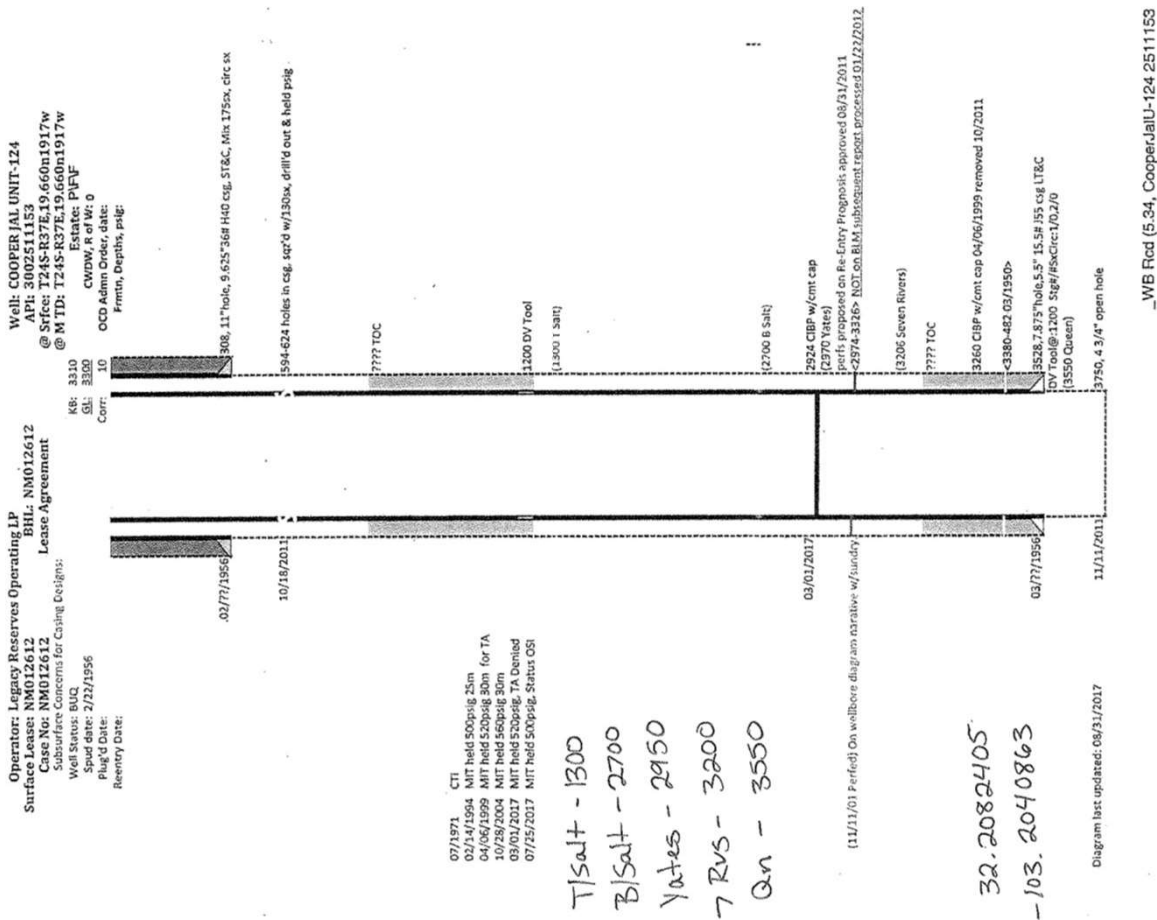 Operator: Legacy Reserves Operating LP
Surface Lease: NM012612 BHL: NM012612
Case No: NM012612 Lease Agreement
Subsurface Concerns for Casing Designs:
Well Status: BUQ
Spud date: 2/22/1956
Plug'd Date:
Reentry Date:
Well: COOPER JAL UNIT-124
API: 3002511153
@ Srfce: T24S-R37E,19.660n1917w
@ M TD: T24S-R37E,19.660n1917w
Estate: P\F\F
CWDW, R of W: 0
OCD Admn Order, date:
Frmtn, Depths, psig:
KB: 3310
GL: 3300
Corr: 10
.02/??/1956
308, 11"hole, 9.625"36# H40 csg, ST&C, Mix 175sx, circ sx
10/18/2011
594-624 holes in csg, sqz'd w/130sx, drill'd out & held psig
???? TOC
1200 DV Tool
(1300 T Salt)
07/1971 CTI
02/14/1994 MIT held 500psig 25m
04/06/1999 MIT held 520psig 30m for TA
10/28/2004 MIT held 560psig 30m
03/01/2017 MIT held 520psig, TA Denied
07/25/2017 MIT held 500psig, Status OSI
T/Salt - 1300
B/Salt - 2700
Yates - 2950
7 Rvs - 3200
Qn - 3550
(2700 B Salt)
03/01/2017
2924 CIBP w/cmt cap
(2970 Yates)
perfs proposed on Re-Entry Prognosis approved 08/31/2011
(11/11/01 Perfed) On wellbore diagram narative w/sundry
<2974-3326> NOT on BLM subsequent report processed 01/22/2012
(3206 Seven Rivers)
???? TOC
3260 CIBP w/cmt cap 04/06/1999 removed 10/2011
<3380-482 03/1950>
03/??/1956
3528,7.875"hole,5.5" 15.5# J55 csg LT&C
DV Tool@:1200 Stg#/#SxCirc:1/0,2/0
(3550 Queen)
11/11/2011
3750, 4 3/4" open hole
32.2082405
-103.2040863
Diagram last updated: 08/31/2017
_WB Rcd (5.34, CooperJalU-124 2511153